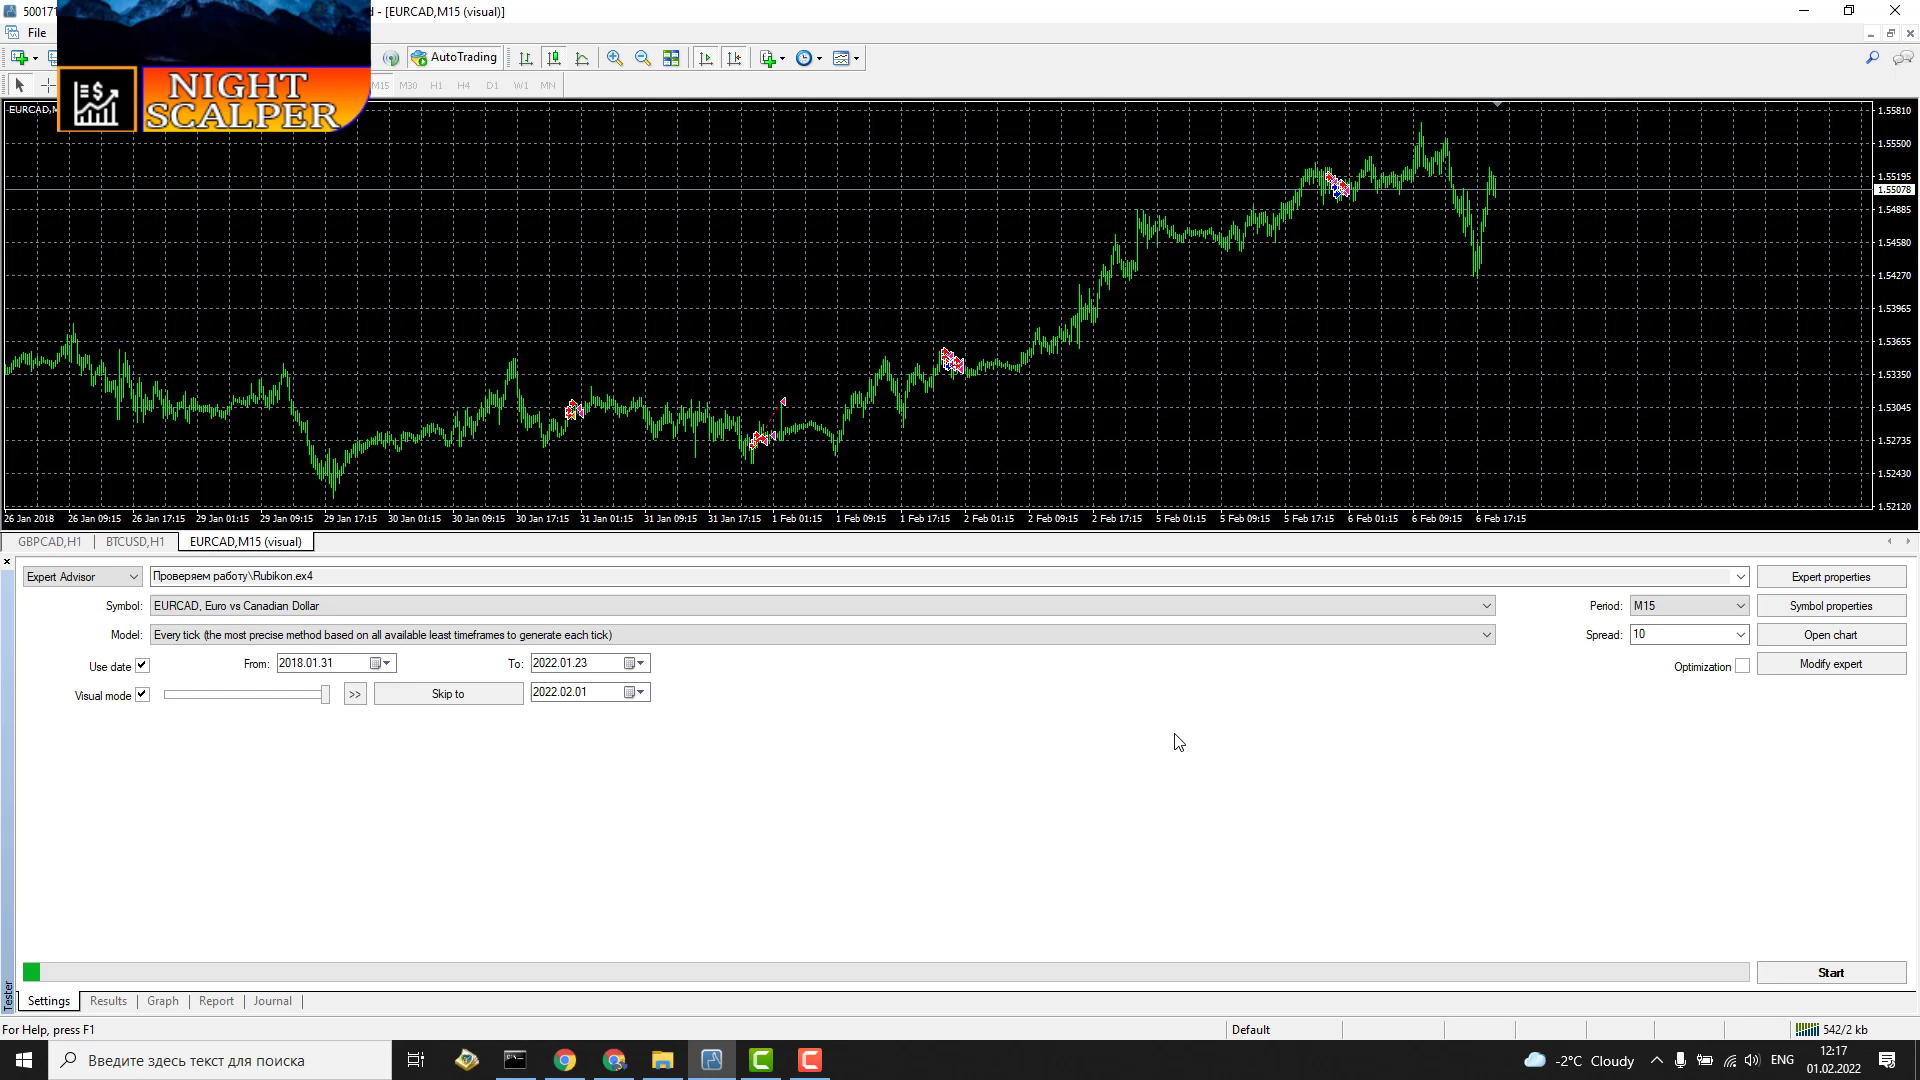 500171
d - [EURCAD,M15 (visual)]
File
AutoTrading
NIGHT
SCALPER
M15 M30 H1 H4 D1 W1 MN
EURCAD,M
1.55810
1.55500
1.55195
1.55078
1.54885
1.54580
1.54270
1.53965
1.53655
1.53350
1.53045
1.52735
1.52430
1.52120
26 Jan 2018 26 Jan 09:15 26 Jan 17:15 29 Jan 01:15 29 Jan 09:15 29 Jan 17:15 30 Jan 01:15 30 Jan 09:15 30 Jan 17:15 31 Jan 01:15 31 Jan 09:15 31 Jan 17:15 1 Feb 01:15 1 Feb 09:15 1 Feb 17:15 2 Feb 01:15 2 Feb 09:15 2 Feb 17:15 5 Feb 01:15 5 Feb 09:15 5 Feb 17:15 6 Feb 01:15 6 Feb 09:15 6 Feb 17:15
GBPCAD,H1 BTCUSD,H1 EURCAD,M15 (visual)
Expert Advisor Проверяем работу\Rubikon.ex4 Expert properties
Symbol: EURCAD, Euro vs Canadian Dollar Period: M15 Symbol properties
Model: Every tick (the most precise method based on all available least timeframes to generate each tick) Spread: 10 Open chart
Use date From: 2018.01.31 To: 2022.01.23 Optimization Modify expert
Visual mode >> Skip to 2022.02.01
Start
Tester
Settings Results Graph Report Journal
For Help, press F1 Default 542/2 kb
Введите здесь текст для поиска -2°C Cloudy ENG 12:17
01.02.2022